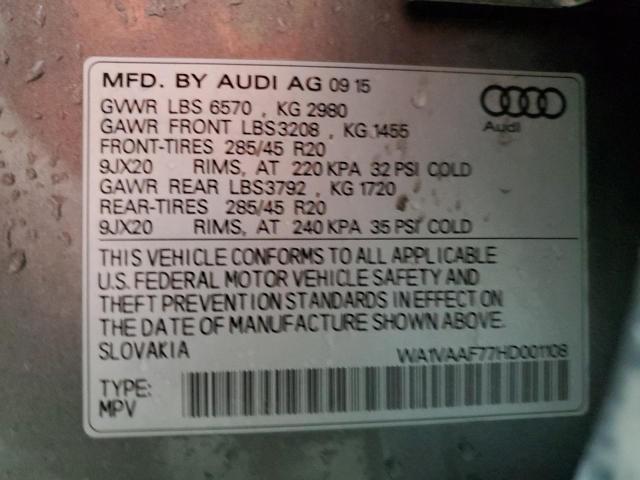 MFD. BY AUDI AG 09 15
GVWR LBS 6570 , KG 2980
GAWR FRONT LBS3208 , KG 1455
FRONT-TIRES 285/45 R20
9JX20 RIMS, AT 220 KPA 32 PSI COLD
GAWR REAR LBS3792 , KG 1720
REAR-TIRES 285/45 R20
9JX20 RIMS, AT 240 KPA 35 PSI COLD
Audi
THIS VEHICLE CONFORMS TO ALL APPLICABLE
U.S. FEDERAL MOTOR VEHICLE SAFETY AND
THEFT PREVENTION STANDARDS IN EFFECT ON
THE DATE OF MANUFACTURE SHOWN ABOVE.
SLOVAKIA WA1VAAF77HD001108
TYPE:
MPV